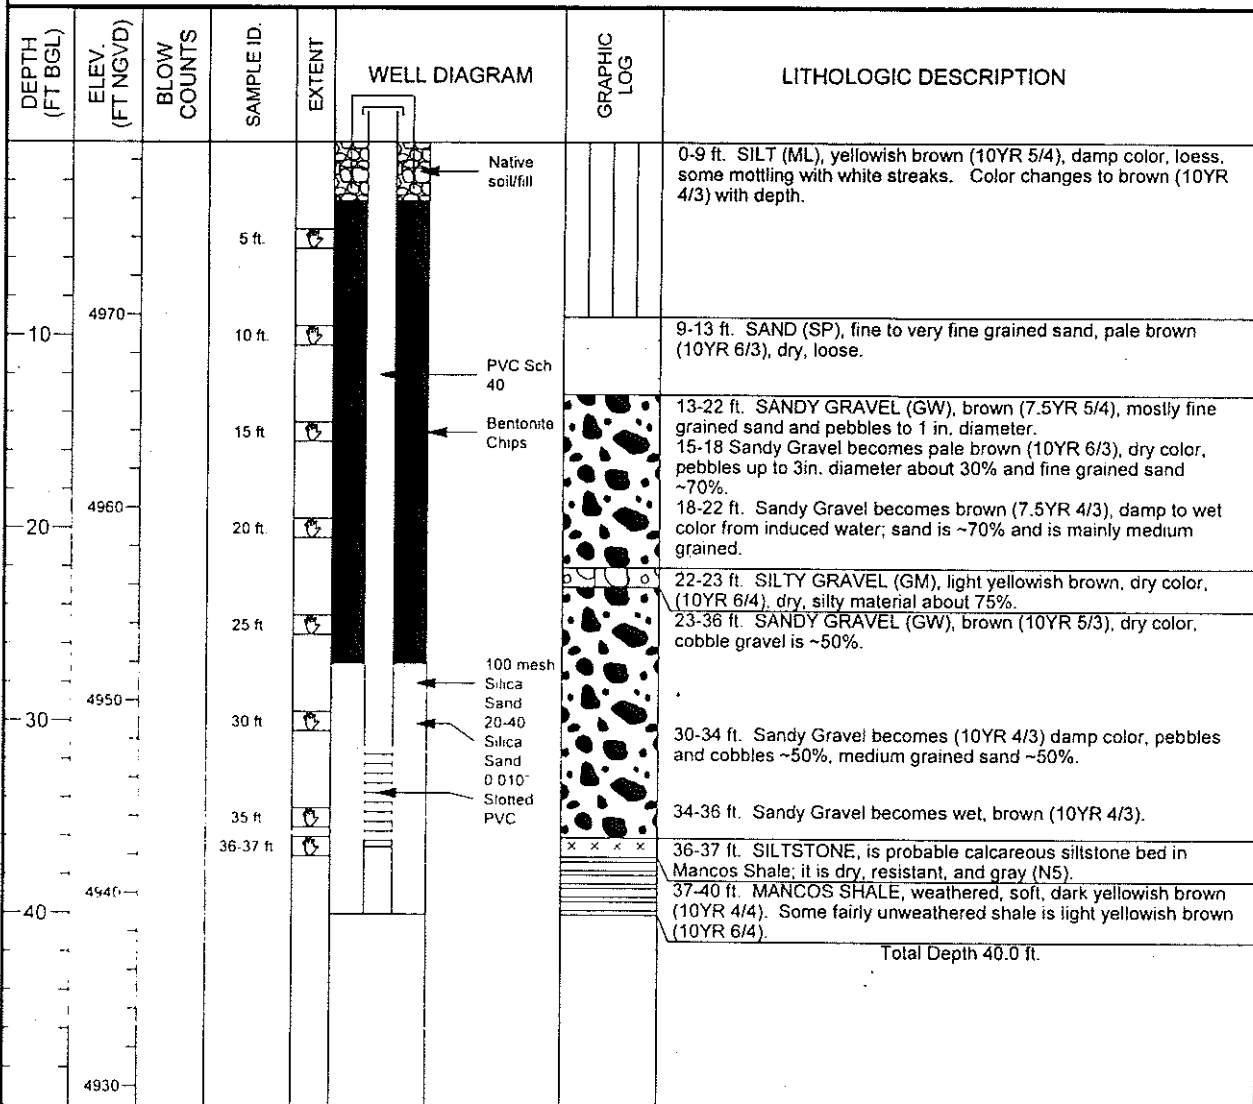 DEPTH
(FT BGL)
ELEV.
(FT NGVD)
BLOW
COUNTS
SAMPLE ID.
EXTENT
WELL DIAGRAM
GRAPHIC
LOG
LITHOLOGIC DESCRIPTION
Native
soil/fill
0-9 ft. SILT (ML), yellowish brown (10YR 5/4), damp color, loess,
some mottling with white streaks. Color changes to brown (10YR
4/3) with depth.
5 ft.
4970
10
10 ft.
9-13 ft. SAND (SP), fine to very fine grained sand, pale brown
(10YR 6/3), dry, loose.
PVC Sch
40
15 ft
Bentonite
Chips
13-22 ft. SANDY GRAVEL (GW), brown (7.5YR 5/4), mostly fine
grained sand and pebbles to 1 in. diameter.
15-18 Sandy Gravel becomes pale brown (10YR 6/3), dry color,
pebbles up to 3in. diameter about 30% and fine grained sand
~70%.
4960
20
20 ft.
18-22 ft. Sandy Gravel becomes brown (7.5YR 4/3), damp to wet
color from induced water; sand is ~70% and is mainly medium
grained.
22-23 ft. SILTY GRAVEL (GM), light yellowish brown, dry color,
(10YR 6/4), dry, silty material about 75%.
25 ft
23-36 ft. SANDY GRAVEL (GW), brown (10YR 5/3), dry color,
cobble gravel is ~50%.
4950
30
30 ft
100 mesh
Silica
Sand
20-40
Silica
Sand
0.010"
Slotted
PVC
30-34 ft. Sandy Gravel becomes (10YR 4/3) damp color, pebbles
and cobbles ~50%, medium grained sand ~50%.
35 ft
34-36 ft. Sandy Gravel becomes wet, brown (10YR 4/3).
36-37 ft
36-37 ft. SILTSTONE, is probable calcareous siltstone bed in
Mancos Shale; it is dry, resistant, and gray (N5).
4940
40
37-40 ft. MANCOS SHALE, weathered, soft, dark yellowish brown
(10YR 4/4). Some fairly unweathered shale is light yellowish brown
(10YR 6/4).
Total Depth 40.0 ft.
4930